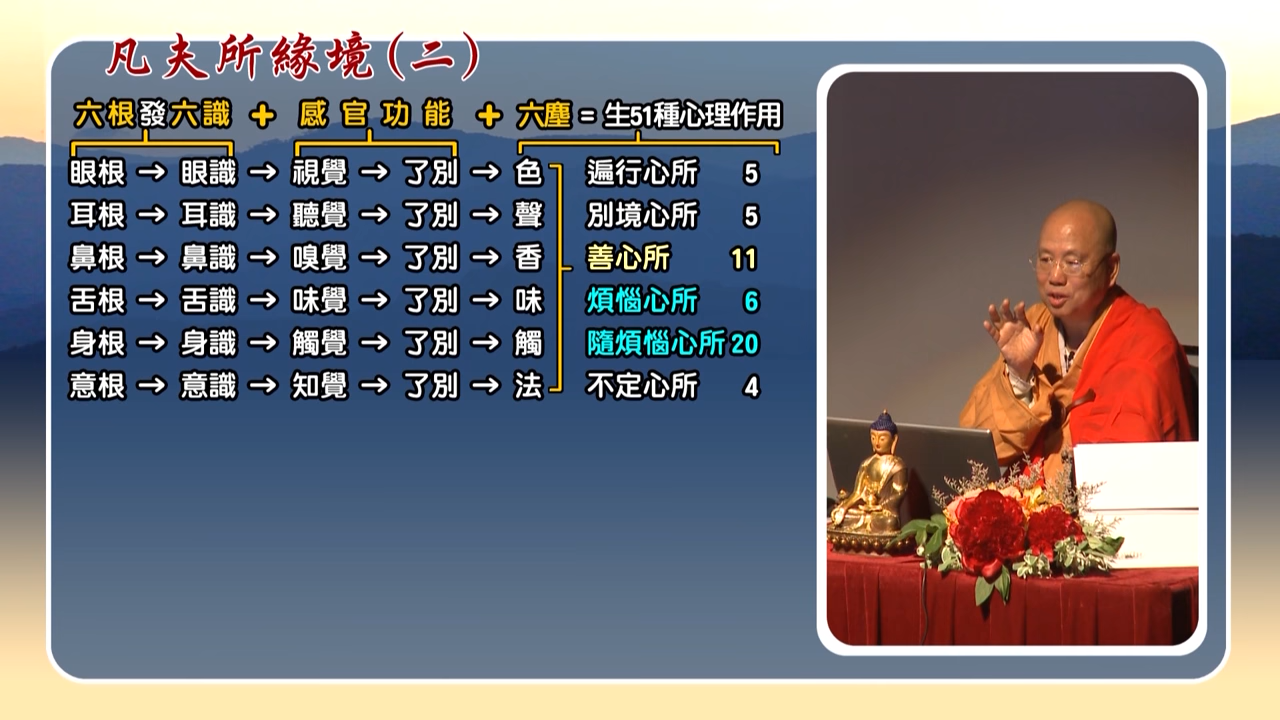 凡夫所緣境(二)
六根發六識 + 感官功能 + 六塵 = 生51種心理作用
眼根 → 眼識 → 視覺 → 了別 → 色 遍行心所 5
耳根 → 耳識 → 聽覺 → 了別 → 聲 別境心所 5
鼻根 → 鼻識 → 嗅覺 → 了別 → 香 善心所 11
舌根 → 舌識 → 味覺 → 了別 → 味 煩惱心所 6
身根 → 身識 → 觸覺 → 了別 → 觸 隨煩惱心所 20
意根 → 意識 → 知覺 → 了別 → 法 不定心所 4